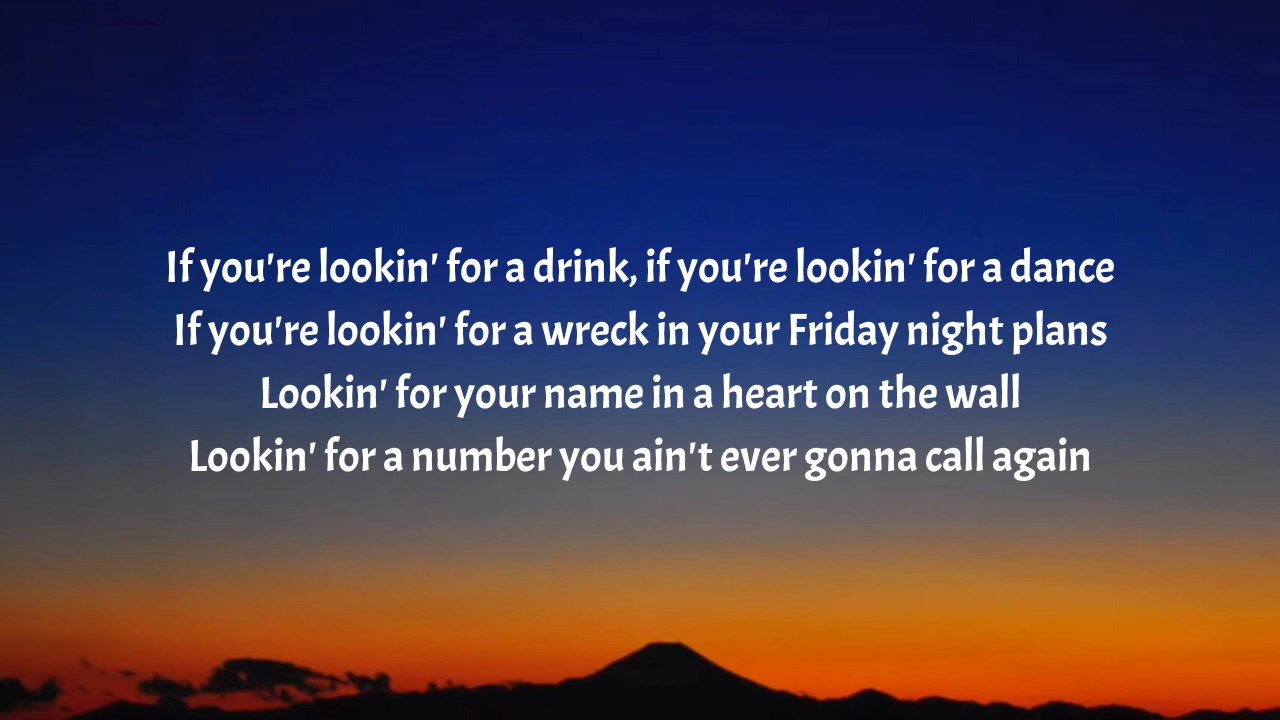 If you're lookin' for a drink, if you're lookin' for a dance
If you're lookin' for a wreck in your Friday night plans
Lookin' for your name in a heart on the wall
Lookin' for a number you ain't ever gonna call again